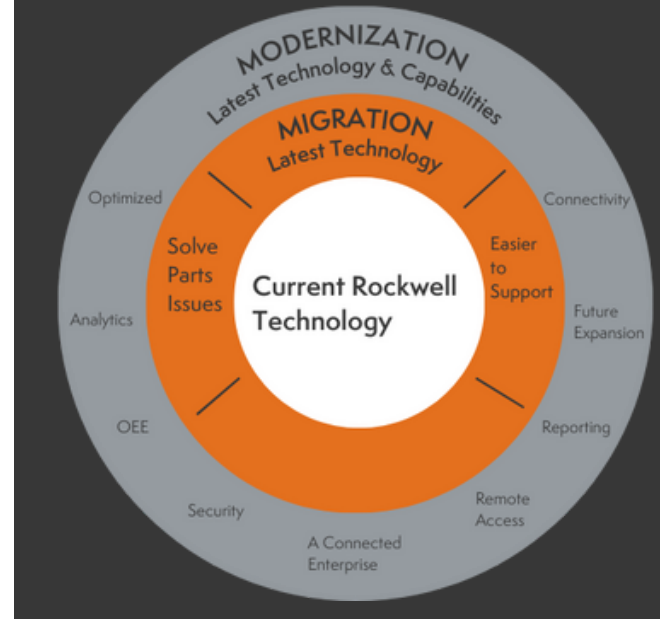 MODERNIZATION
Latest Technology & Capabilities
MIGRATION
Latest Technology
Optimized
Connectivity
Solve
Parts
Issues
Easier
to
Support
Current Rockwell
Technology
Analytics
Future
Expansion
OEE
Reporting
Security
Remote
Access
A Connected
Enterprise